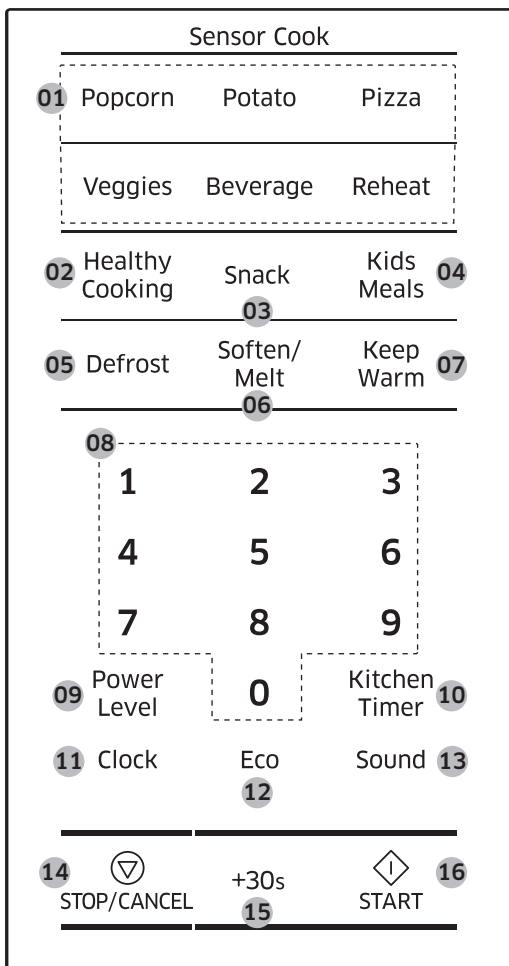 Sensor Cook
01 Popcorn Potato Pizza
Veggies Beverage Reheat
02 Healthy Cooking
Snack
03
Kids Meals 04
05 Defrost
Soften/
Melt
06
Keep
Warm 07
08
1 2 3
4 5 6
7 8 9
09 Power
Level
0
Kitchen
Timer 10
11 Clock
Eco
12
Sound 13
14
STOP/CANCEL
+30s
15
16
START